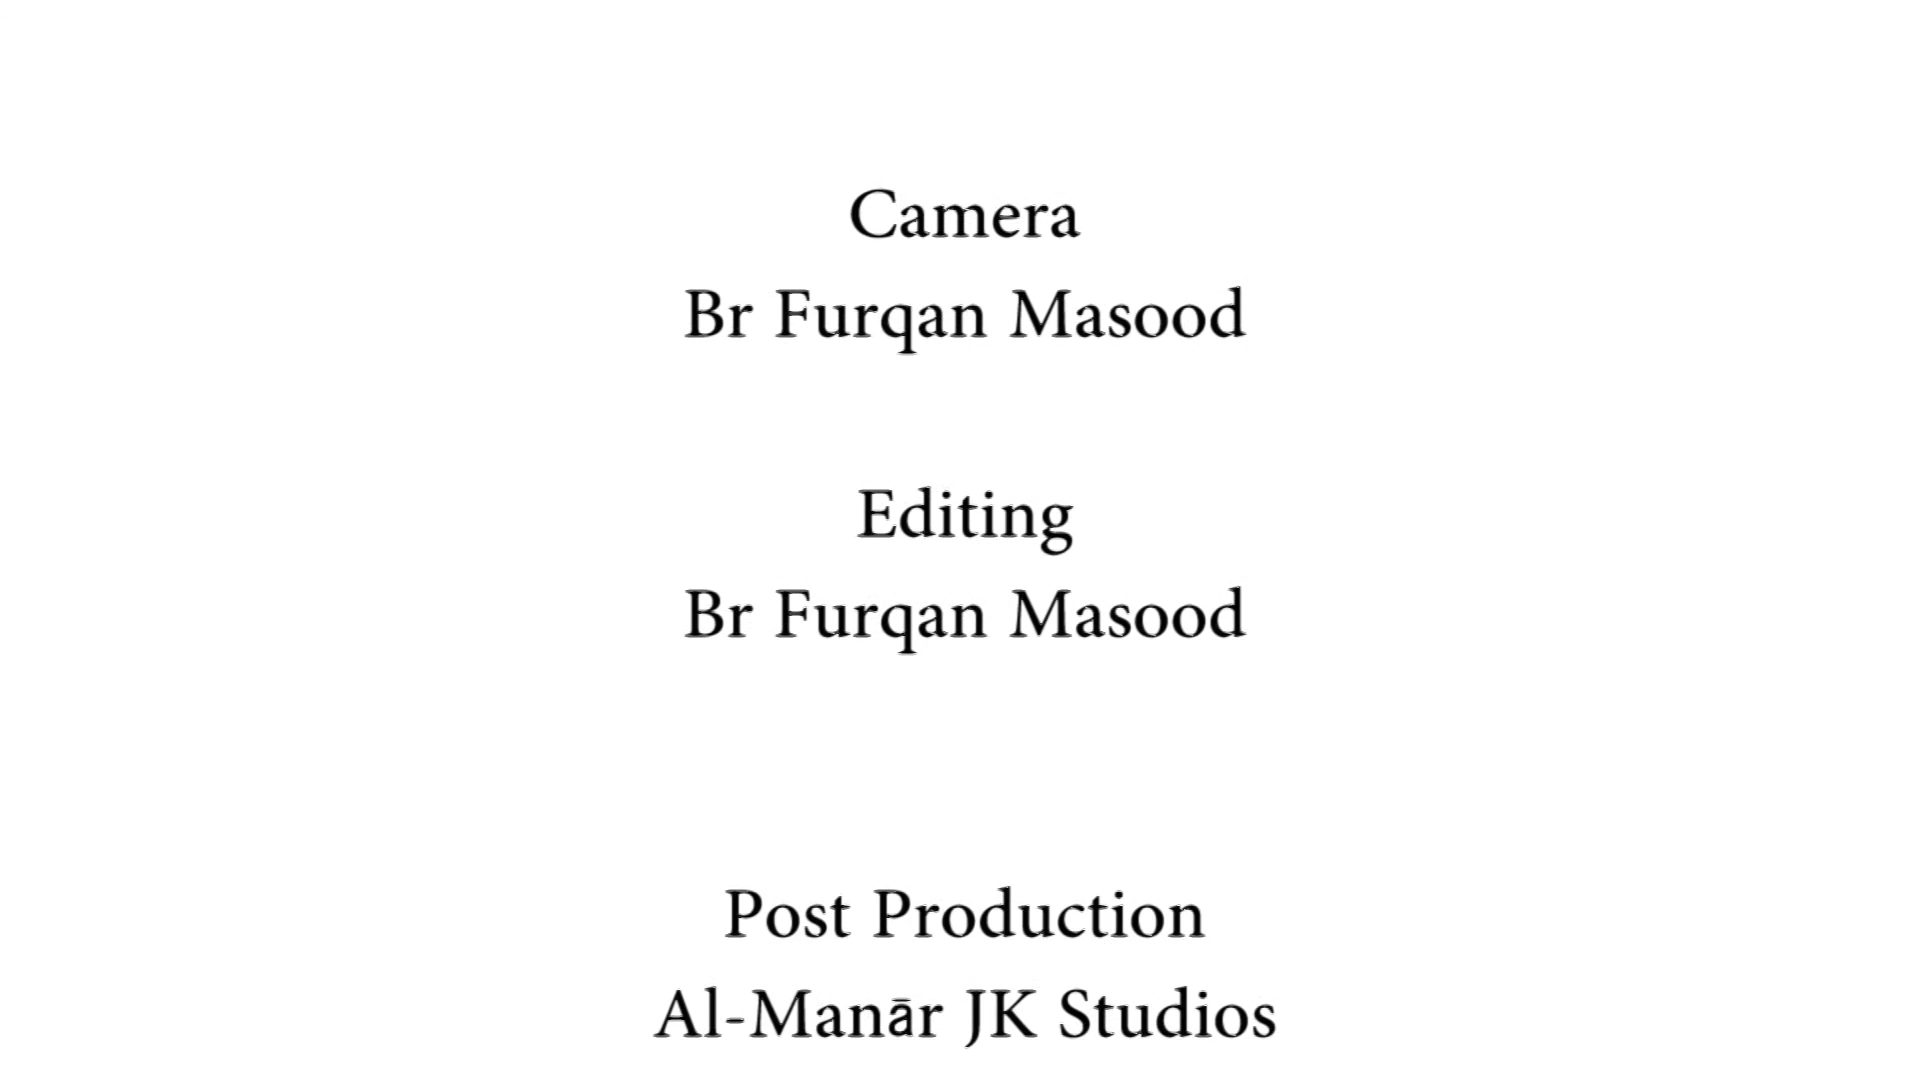 Camera
Br Furqan Masood
Editing
Br Furqan Masood
Post Production
Al-Manār JK Studios